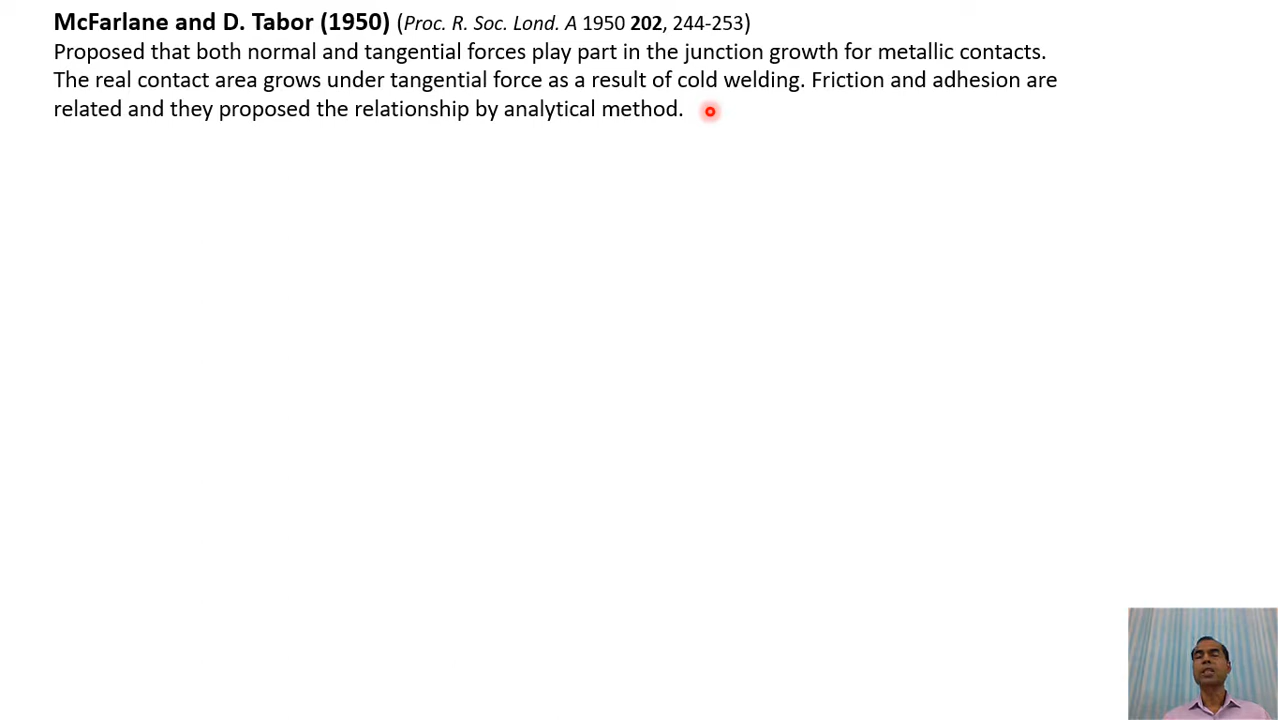 McFarlane and D. Tabor (1950) (Proc. R. Soc. Lond. A 1950 202, 244-253)
Proposed that both normal and tangential forces play part in the junction growth for metallic contacts.
The real contact area grows under tangential force as a result of cold welding. Friction and adhesion are
related and they proposed the relationship by analytical method.